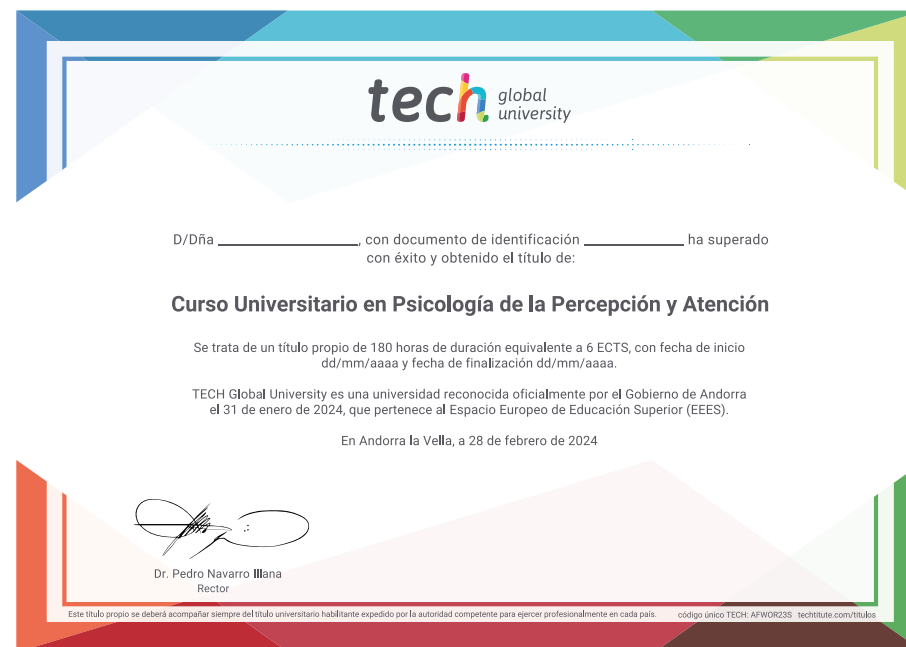 tech global university
D/Dña ____________________, con documento de identificación ______________ ha superado
con éxito y obtenido el título de:
Curso Universitario en Psicología de la Percepción y Atención
Se trata de un título propio de 180 horas de duración equivalente a 6 ECTS, con fecha de inicio
dd/mm/aaaa y fecha de finalización dd/mm/aaaa.
TECH Global University es una universidad reconocida oficialmente por el Gobierno de Andorra
el 31 de enero de 2024, que pertenece al Espacio Europeo de Educación Superior (EEES).
En Andorra la Vella, a 28 de febrero de 2024
Dr. Pedro Navarro Illana
Rector
Este título propio se deberá acompañar siempre del título universitario habilitante expedido por la autoridad competente para ejercer profesionalmente en cada país. código único TECH: AFWOR23S techtitute.com/titulos